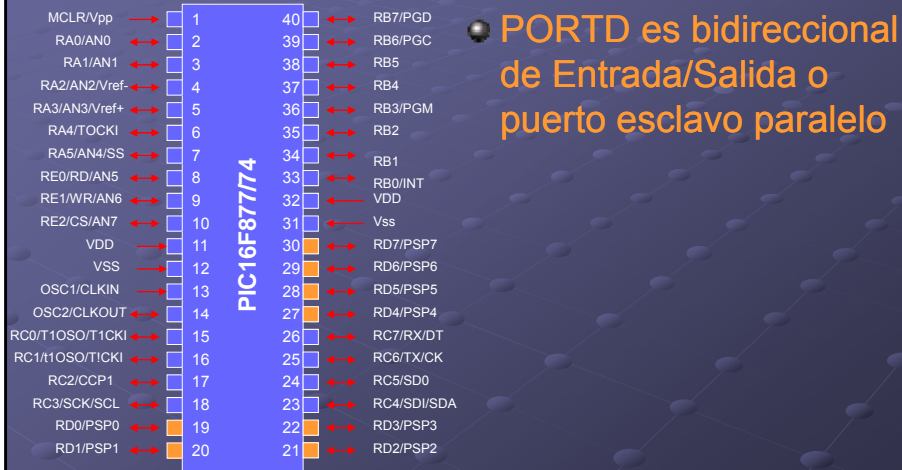 MCLR/Vpp
RA0/AN0
RA1/AN1
RA2/AN2/Vref-
RA3/AN3/Vref+
RA4/TOCKI
RA5/AN4/SS
RE0/RD/AN5
RE1/WR/AN6
RE2/CS/AN7
VDD
VSS
OSC1/CLKIN
OSC2/CLKOUT
RC0/T1OSO/T1CKI
RC1/t1OSO/T!CKI
RC2/CCP1
RC3/SCK/SCL
RD0/PSP0
RD1/PSP1
1
2
3
4
5
6
7
8
9
10
11
12
13
14
15
16
17
18
19
20
PIC16F877/74
40
39
38
37
36
35
34
33
32
31
30
29
28
27
26
25
24
23
22
21
RB7/PGD
RB6/PGC
RB5
RB4
RB3/PGM
RB2
RB1
RB0/INT
VDD
Vss
RD7/PSP7
RD6/PSP6
RD5/PSP5
RD4/PSP4
RC7/RX/DT
RC6/TX/CK
RC5/SD0
RC4/SDI/SDA
RD3/PSP3
RD2/PSP2
PORTD es bidireccional
de Entrada/Salida o
puerto esclavo paralelo